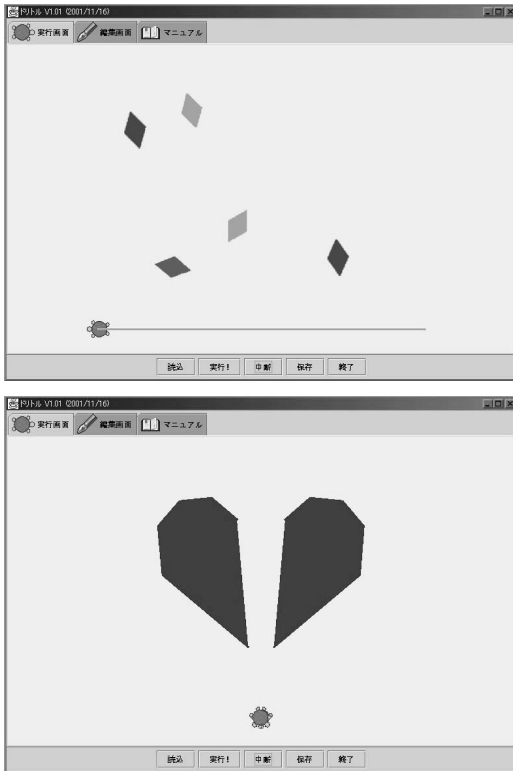 ドリトル V1.01 (2001/11/16)
実行画面 編集画面 マニュアル
読込 実行! 中断 保存 終了
ドリトル V1.01 (2001/11/16)
実行画面 編集画面 マニュアル
読込 実行! 中断 保存 終了